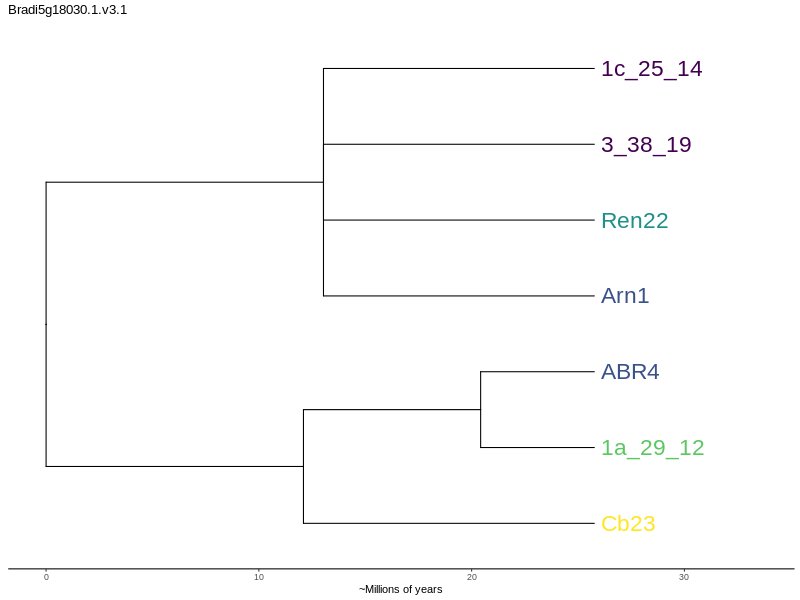 Bradi5g18030.1.v3.1
1c_25_14
3_38_19
Ren22
Arn1
ABR4
1a_29_12
Cb23
0 10 20 30
~Millions of years